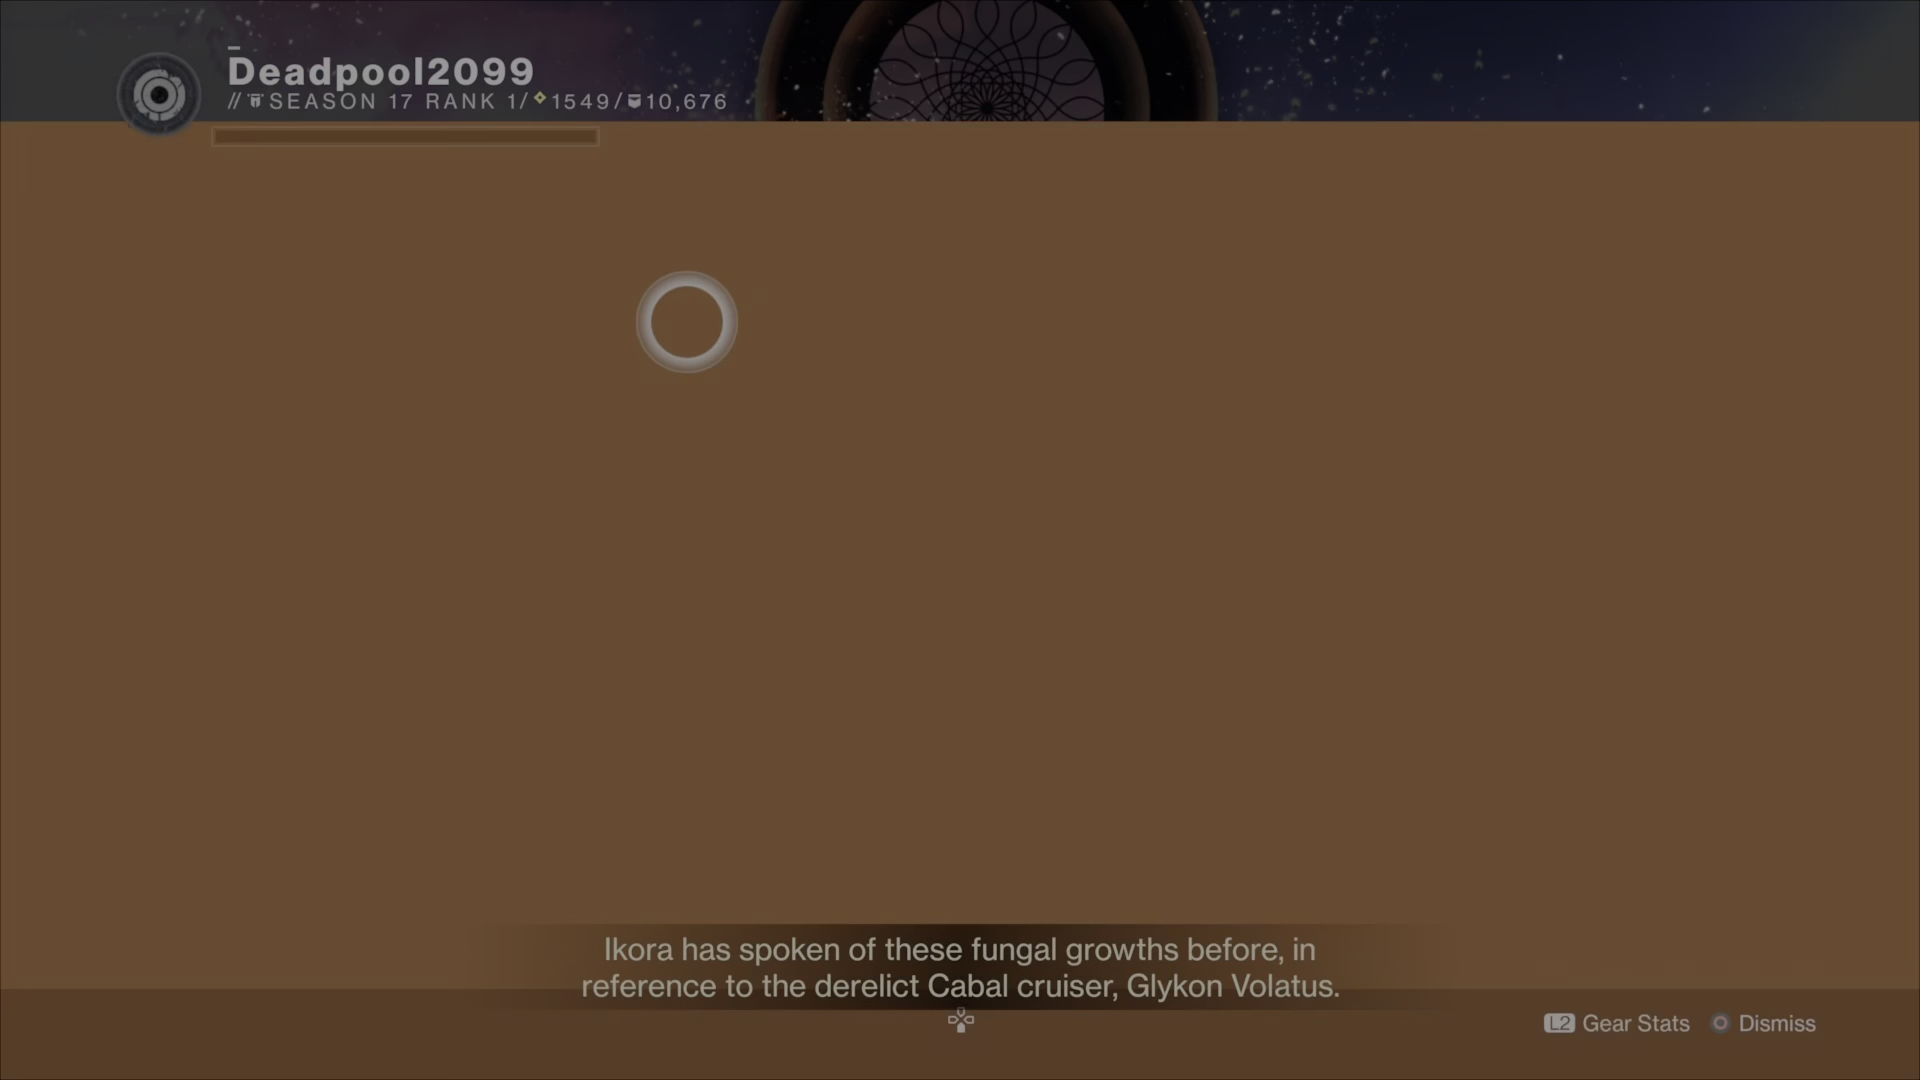 Deadpool2099
// SEASON 17 RANK 1/ 1549/ 10,676
Ikora has spoken of these fungal growths before, in
reference to the derelict Cabal cruiser, Glykon Volatus.
L2 Gear Stats Dismiss